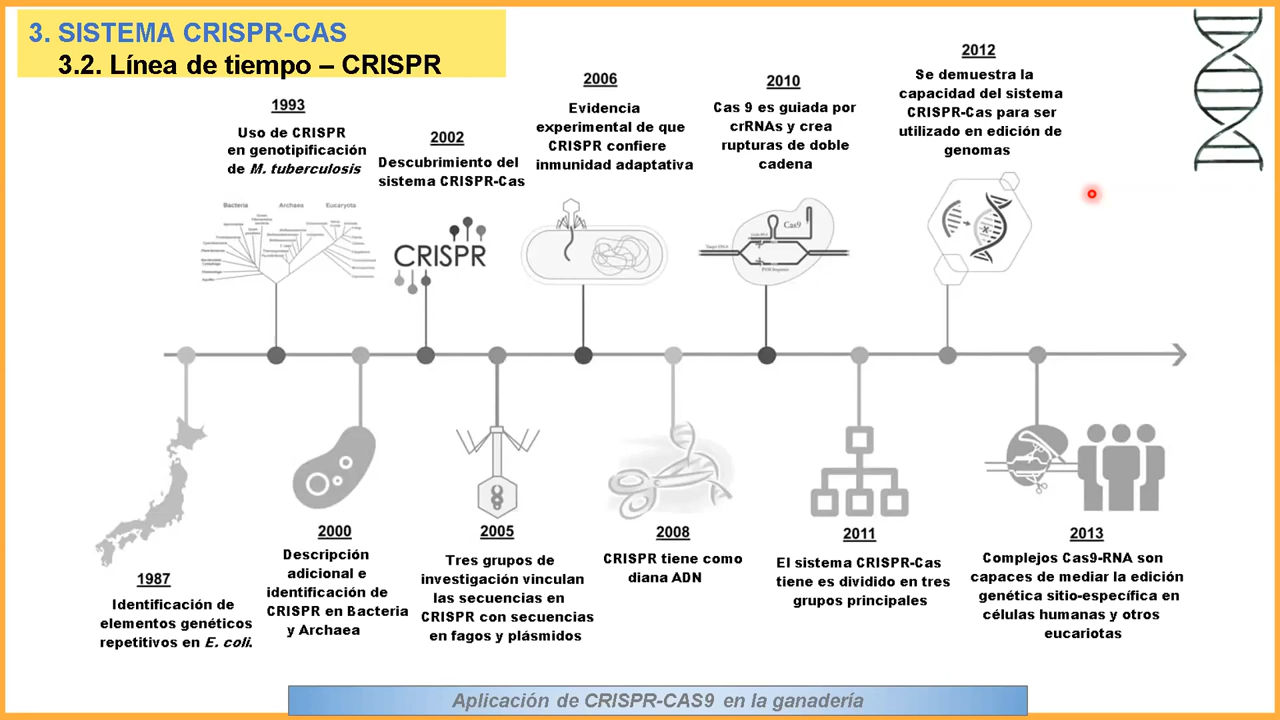 3. SISTEMA CRISPR-CAS
3.2. Línea de tiempo – CRISPR
1993
Uso de CRISPR
en genotipificación
de M. tuberculosis
2002
Descubrimiento del
sistema CRISPR-Cas
2006
Evidencia
experimental de que
CRISPR confiere
inmunidad adaptativa
2010
Cas 9 es guiada por
crRNAs y crea
rupturas de doble
cadena
2012
Se demuestra la
capacidad del sistema
CRISPR-Cas para ser
utilizado en edición de
genomas
Bacteria Archaea Eucaryota
CRISPR
Cas9
1987
Identificación de
elementos genéticos
repetitivos en E. coli.
2000
Descripción
adicional e
identificación de
CRISPR en Bacteria
y Archaea
2005
Tres grupos de
investigación vinculan
las secuencias en
CRISPR con secuencias
en fagos y plásmidos
2008
CRISPR tiene como
diana ADN
2011
El sistema CRISPR-Cas
tiene es dividido en tres
grupos principales
2013
Complejos Cas9-RNA son
capaces de mediar la edición
genética sitio-específica en
células humanas y otros
eucariotas
Aplicación de CRISPR-CAS9 en la ganadería